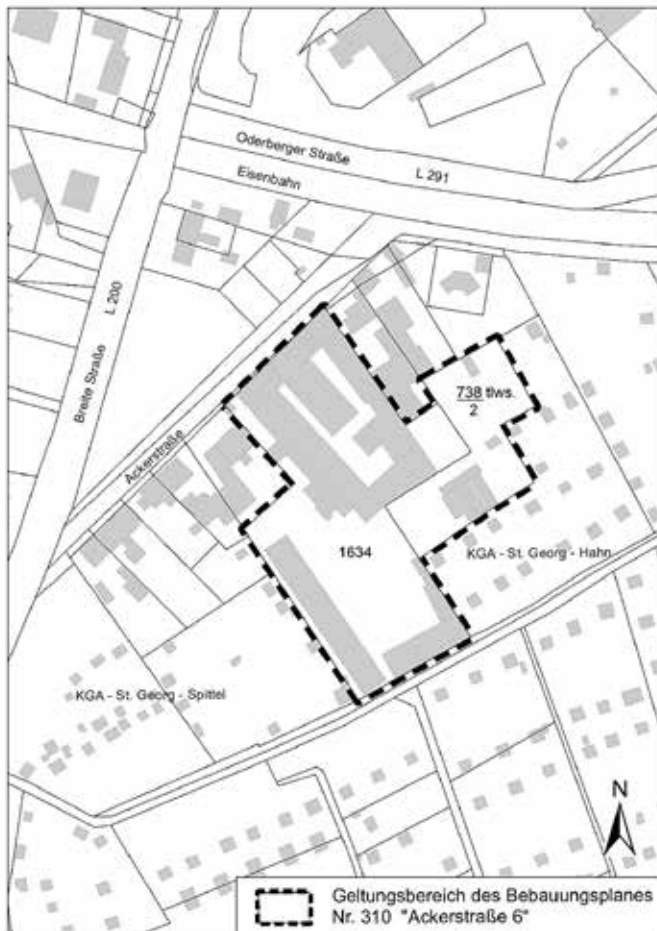 Oderberger Straße
L 291
Eisenbahn
Breite Straße
L 200
Ackerstraße
738 tlws.
2
1634
KGA - St. Georg - Hahn
KGA - St. Georg - Spittel
N
Geltungsbereich des Bebauungsplanes
Nr. 310 "Ackerstraße 6"